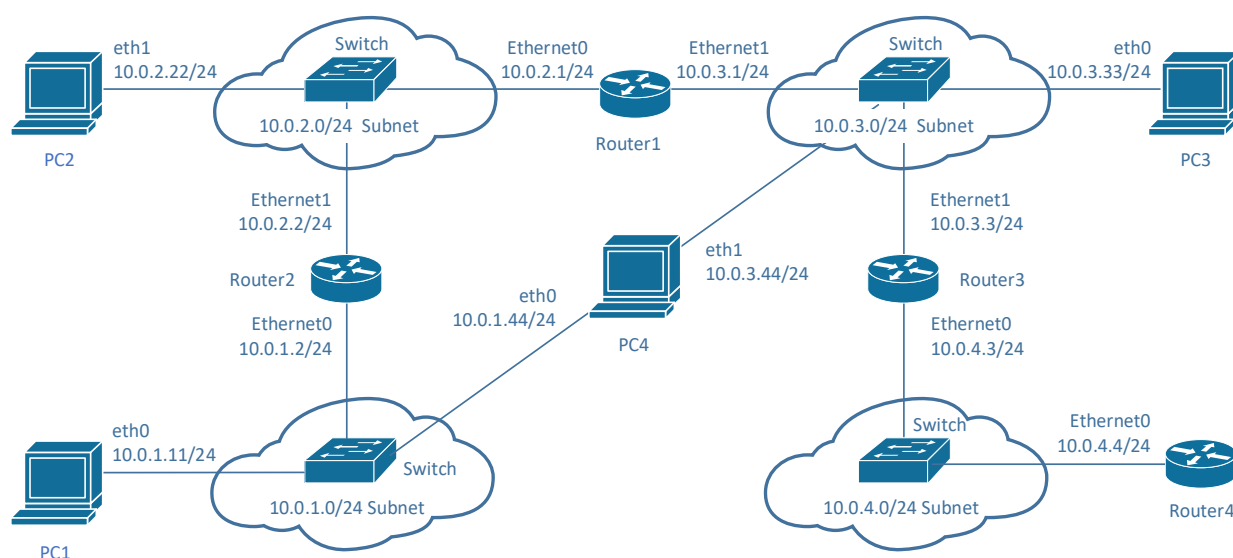 eth1
10.0.2.22/24
PC2
Switch
10.0.2.0/24 Subnet
Ethernet0
10.0.2.1/24
Router1
Ethernet1
10.0.3.1/24
Switch
10.0.3.0/24 Subnet
eth0
10.0.3.33/24
PC3
Ethernet1
10.0.2.2/24
Router2
Ethernet0
10.0.1.2/24
eth0
10.0.1.44/24
PC4
eth1
10.0.3.44/24
Ethernet1
10.0.3.3/24
Router3
Ethernet0
10.0.4.3/24
eth0
10.0.1.11/24
PC1
Switch
10.0.1.0/24 Subnet
Switch
10.0.4.0/24 Subnet
Ethernet0
10.0.4.4/24
Router4